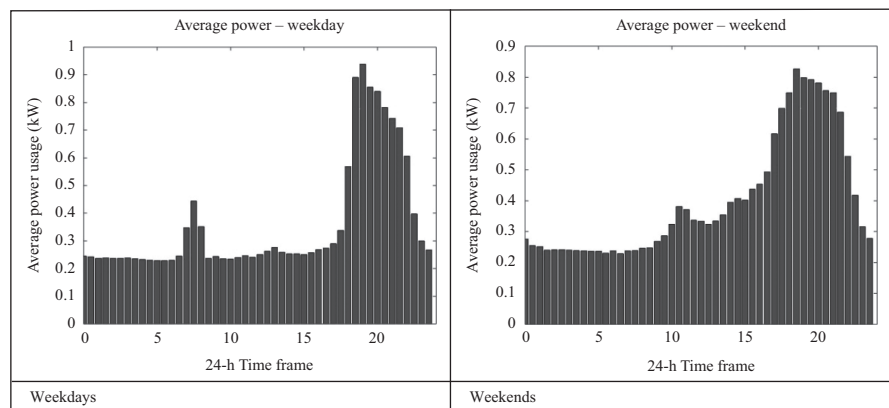 Average power – weekday
Average power usage (kW)
1
0.9
0.8
0.7
0.6
0.5
0.4
0.3
0.2
0.1
0
0 5 10 15 20
24-h Time frame
Weekdays
Average power – weekend
Average power usage (kW)
0.9
0.8
0.7
0.6
0.5
0.4
0.3
0.2
0.1
0
0 5 10 15 20
24-h Time frame
Weekends